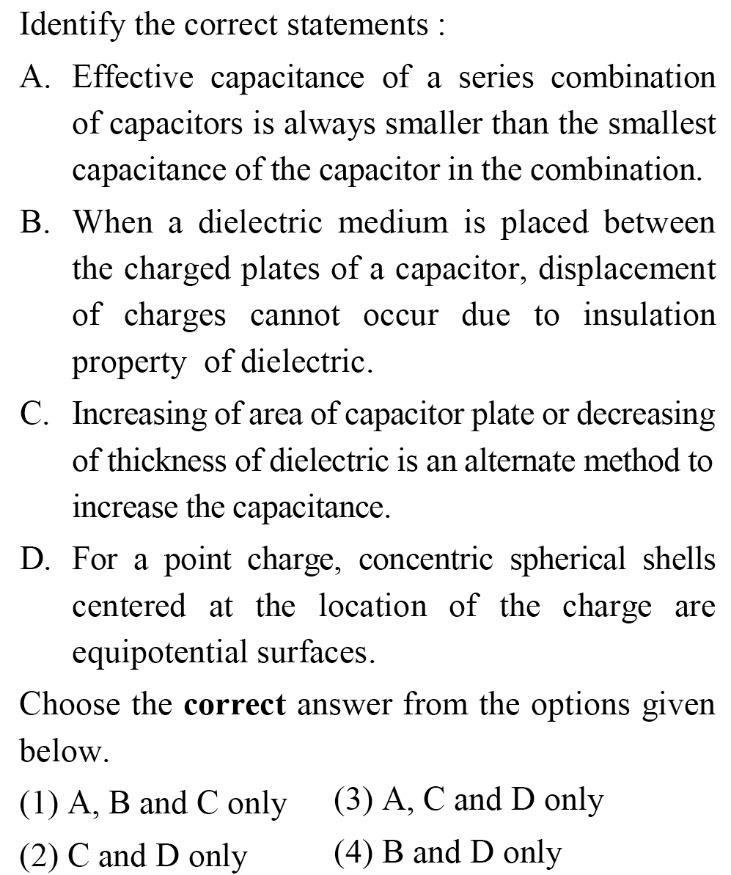 Identify the correct statements :
A. Effective capacitance of a series combination
of capacitors is always smaller than the smallest
capacitance of the capacitor in the combination.
B. When a dielectric medium is placed between
the charged plates of a capacitor, displacement
of charges cannot occur due to insulation
property of dielectric.
C. Increasing of area of capacitor plate or decreasing
of thickness of dielectric is an alternate method to
increase the capacitance.
D. For a point charge, concentric spherical shells
centered at the location of the charge are
equipotential surfaces.
Choose the correct answer from the options given
below.
(1) A, B and C only (3) A, C and D only
(2) C and D only (4) B and D only